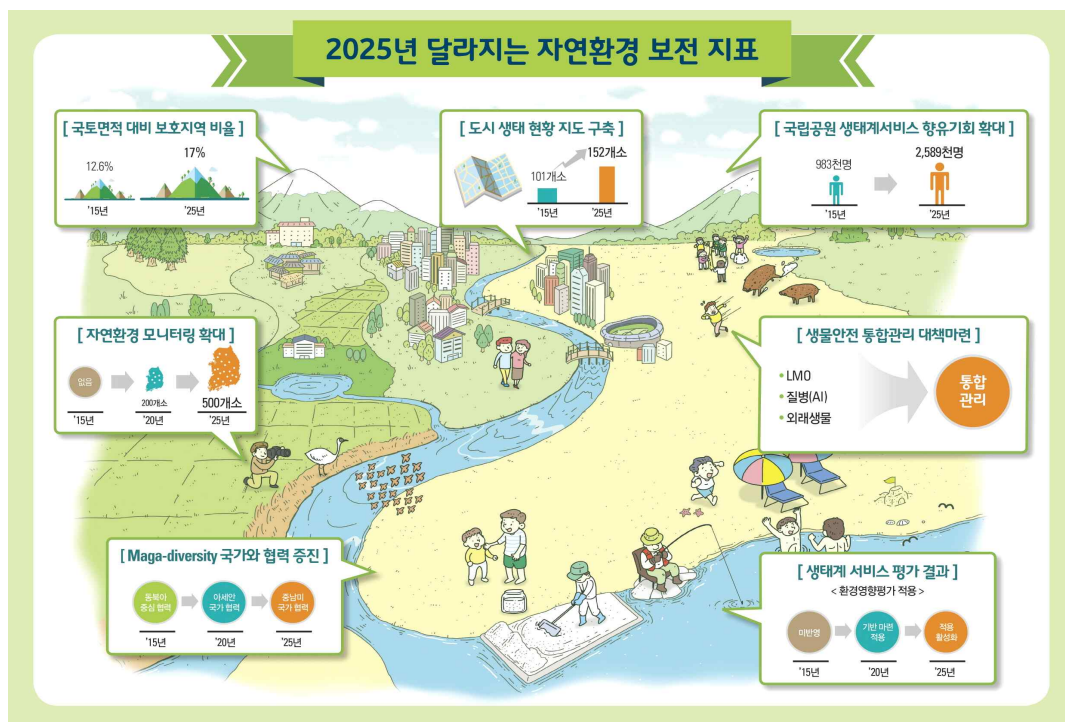 2025년 달라지는 자연환경 보전 지표
[ 국토면적 대비 보호지역 비율 ]
12.6%
17%
'15년
'25년
[ 도시 생태 현황 지도 구축 ]
101개소
152개소
'15년
'25년
[ 국립공원 생태계서비스 향유기회 확대 ]
983천명
2,589천명
'15년
'25년
[ 자연환경 모니터링 확대 ]
없음
200개소
500개소
'15년
'20년
'25년
[ 생물안전 통합관리 대책마련 ]
• LMO
• 질병(AI)
• 외래생물
통합
관리
[ Maga-diversity 국가와 협력 증진 ]
동북아
중심 협력
아세안
국가 협력
중남미
국가 협력
'15년
'20년
'25년
[ 생태계 서비스 평가 결과 ]
< 환경영향평가 적용 >
미반영
기반 마련
적용
적용
활성화
'15년
'20년
'25년